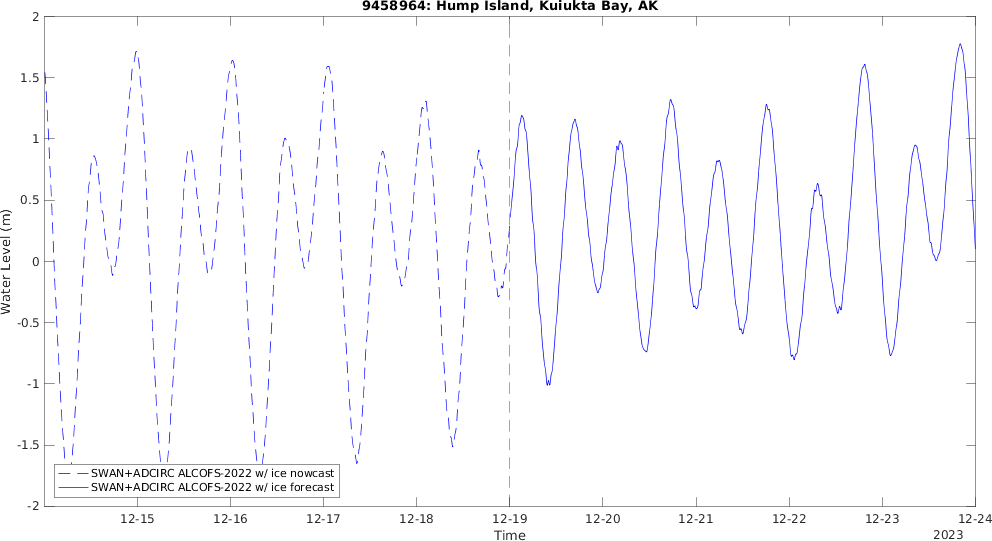 9458964: Hump Island, Kuiukta Bay, AK
2
1.5
1
0.5
0
-0.5
-1
-1.5
-2
Water Level (m)
SWAN+ADCIRC ALCOFS-2022 w/ ice nowcast
SWAN+ADCIRC ALCOFS-2022 w/ ice forecast
12-15 12-16 12-17 12-18 12-19 12-20 12-21 12-22 12-23 12-24
Time
2023